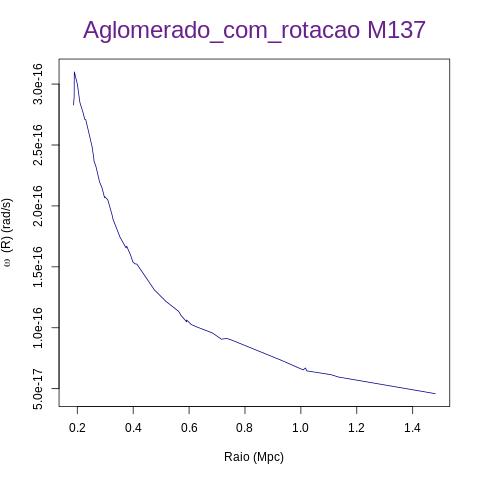 Aglomerado_com_rotacao M137
3.0e-16
2.5e-16
2.0e-16
1.5e-16
1.0e-16
5.0e-17
ω (R) (rad/s)
0.2 0.4 0.6 0.8 1.0 1.2 1.4
Raio (Mpc)